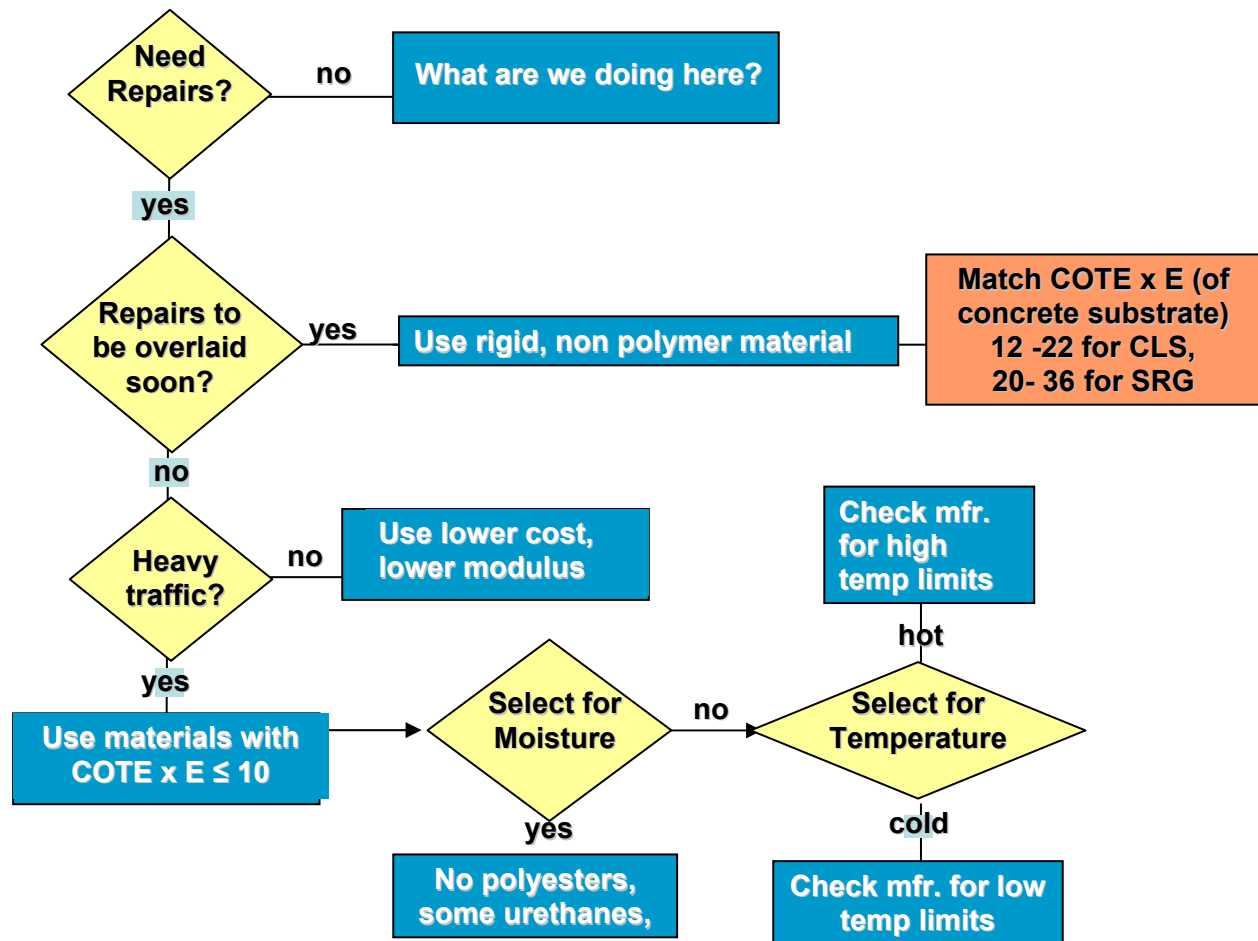 Need
Repairs?
no
What are we doing here?
yes
Repairs to
be overlaid
soon?
yes
Use rigid, non polymer material
Match COTE x E (of
concrete substrate)
12 -22 for CLS,
20- 36 for SRG
no
Heavy
traffic?
no
Use lower cost,
lower modulus
yes
Use materials with
COTE x E ≤ 10
Select for
Moisture
no
Select for
Temperature
hot
Check mfr.
for high
temp limits
yes
No polyesters,
some urethanes,
cold
Check mfr. for low
temp limits